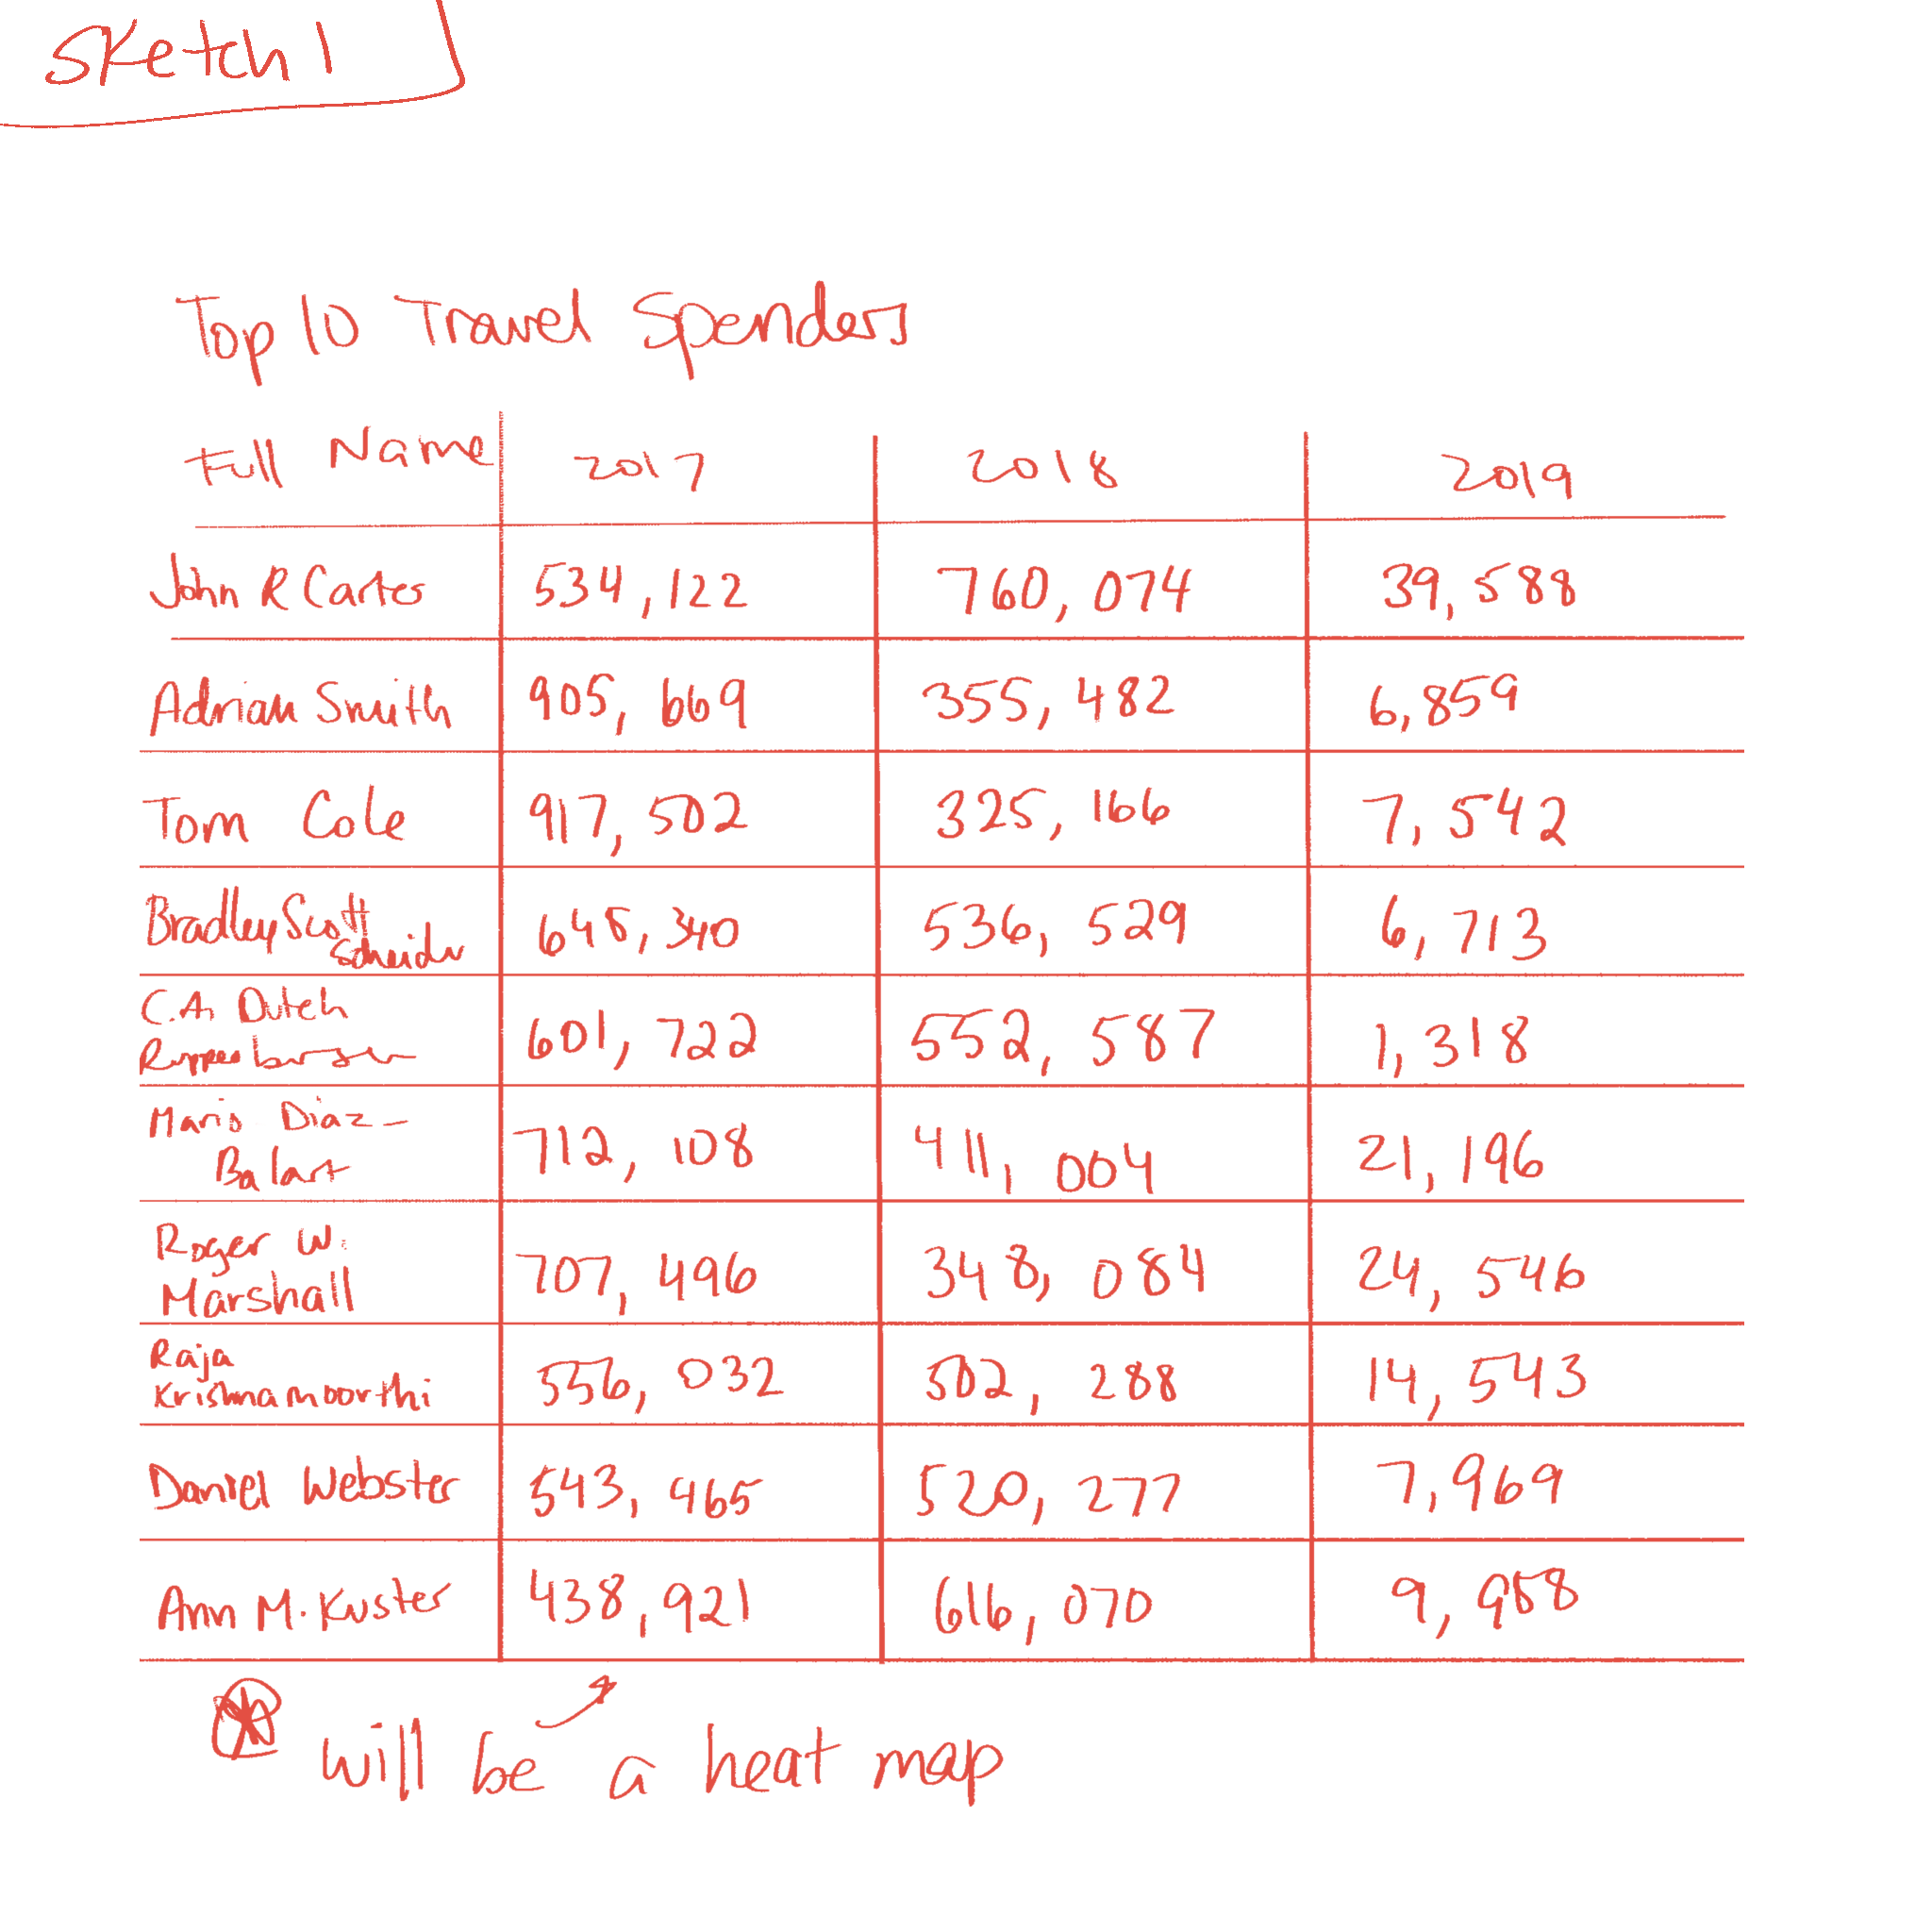 Sketch 1
Top 10 Travel Spenders
Full Name 2017 2018 2019
John R Carter 534,122 760,074 39,588
Adrian Smith 905,669 355,482 6,859
Tom Cole 917,502 325,166 7,542
Bradley Scott
Schneider 648,340 536,529 6,713
C.A. Dutch
Ruppersberger 601,722 552,587 1,318
Mario Diaz-
Balart 712,108 411,004 21,196
Roger W.
Marshall 707,496 348,084 24,546
Raja
Krishnamoorthi 556,032 502,288 14,543
Daniel Webster 543,465 520,277 7,969
Ann M. Kuster 438,921 616,070
will be a heat map